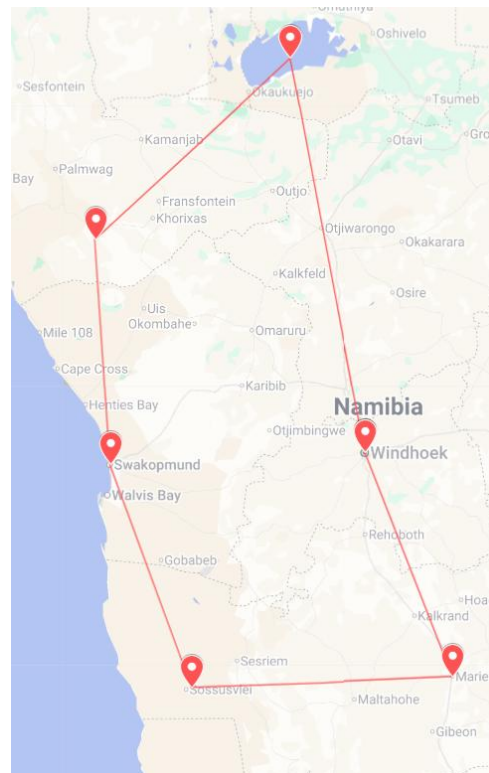 Omuthiya
Oshivelo
Sesfontein
Okaukuejo
Tsumeb
Kamanjab
Otavi
Gro
Palmwag
Bay
Fransfontein
Outjo
Khorixas
Otjiwarongo
Okakarara
Kalkfeld
Osire
Uis
Okombahe
Mile 108
Omaruru
Cape Cross
Karibib
Henties Bay
Namibia
Otjimbingwe
Windhoek
Swakopmund
Walvis Bay
Rehoboth
Gobabeb
Hoa
Kalkrand
Sesriem
Marie
Sossusvlei
Maltahohe
Gibeon